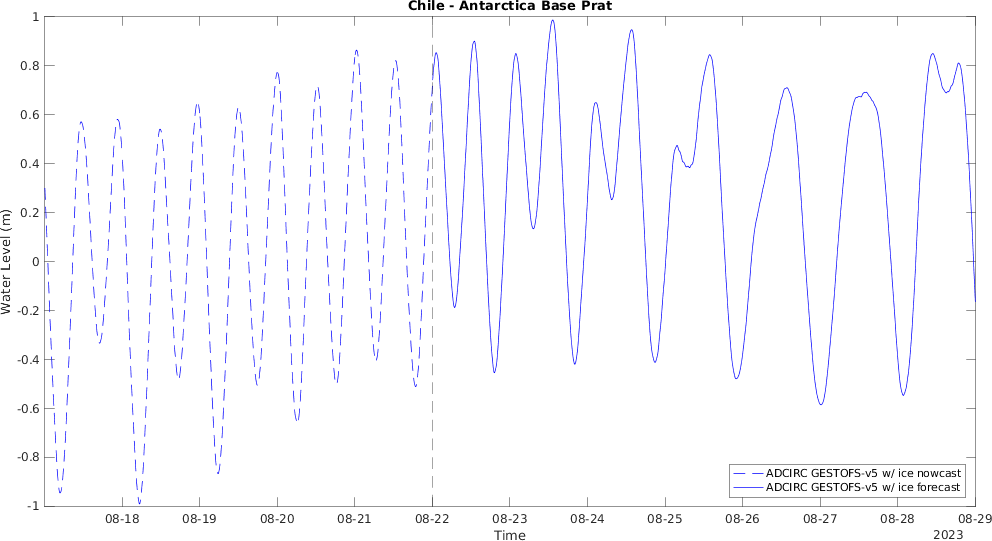 Chile - Antarctica Base Prat
1
0.8
0.6
0.4
0.2
0
-0.2
-0.4
-0.6
-0.8
-1
Water Level (m)
ADCIRC GESTOFS-v5 w/ ice nowcast
ADCIRC GESTOFS-v5 w/ ice forecast
08-18 08-19 08-20 08-21 08-22 08-23 08-24 08-25 08-26 08-27 08-28 08-29
Time
2023